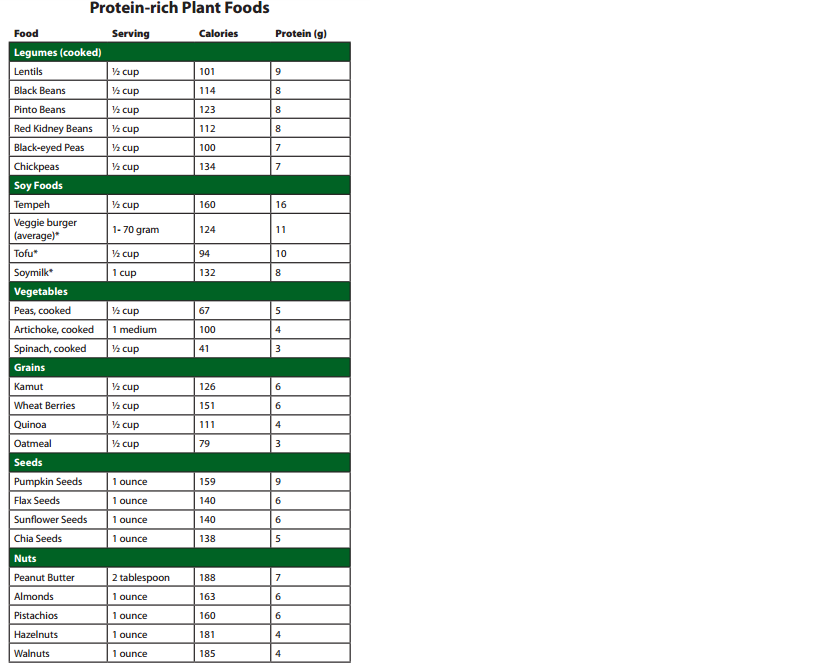 Protein-rich Plant Foods
Food Serving Calories Protein (g)
Legumes (cooked)
Lentils ½ cup 101 9
Black Beans ½ cup 114 8
Pinto Beans ½ cup 123 8
Red Kidney Beans ½ cup 112 8
Black-eyed Peas ½ cup 100 7
Chickpeas ½ cup 134 7
Soy Foods
Tempeh ½ cup 160 16
Veggie burger
(average)* 1- 70 gram 124 11
Tofu* ½ cup 94 10
Soymilk* 1 cup 132 8
Vegetables
Peas, cooked ½ cup 67 5
Artichoke, cooked 1 medium 100 4
Spinach, cooked ½ cup 41 3
Grains
Kamut ½ cup 126 6
Wheat Berries ½ cup 151 6
Quinoa ½ cup 111 4
Oatmeal ½ cup 79 3
Seeds
Pumpkin Seeds 1 ounce 159 9
Flax Seeds 1 ounce 140 6
Sunflower Seeds 1 ounce 140 6
Chia Seeds 1 ounce 138 5
Nuts
Peanut Butter 2 tablespoon 188 7
Almonds 1 ounce 163 6
Pistachios 1 ounce 160 6
Hazelnuts 1 ounce 181 4
Walnuts 1 ounce 185 4